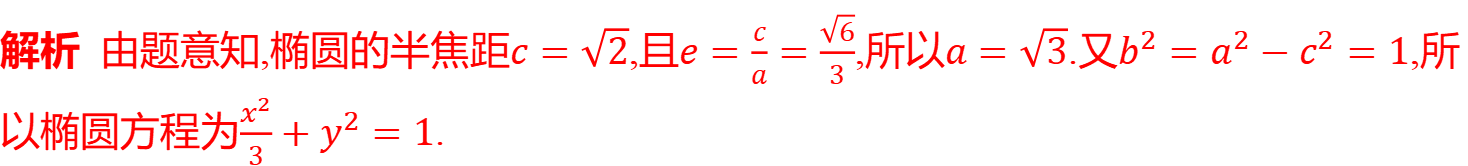 解析 由题意知,椭圆的半焦距c = √2,且e = c/a = √6/3,所以a = √3.又b² = a² − c² = 1,所
以椭圆方程为x²/3 + y² = 1.